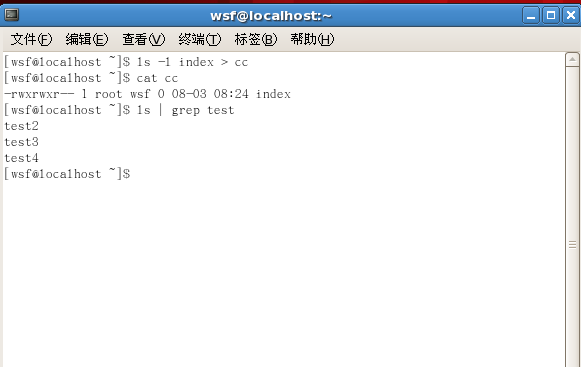 wsf@localhost:~
文件(F) 编辑(E) 查看(V) 终端(T) 标签(B) 帮助(H)
[wsf@localhost ~]$ ls -l index > cc
[wsf@localhost ~]$ cat cc
-rwxrwxr-- 1 root wsf 0 08-03 08:24 index
[wsf@localhost ~]$ ls | grep test
test2
test3
test4
[wsf@localhost ~]$